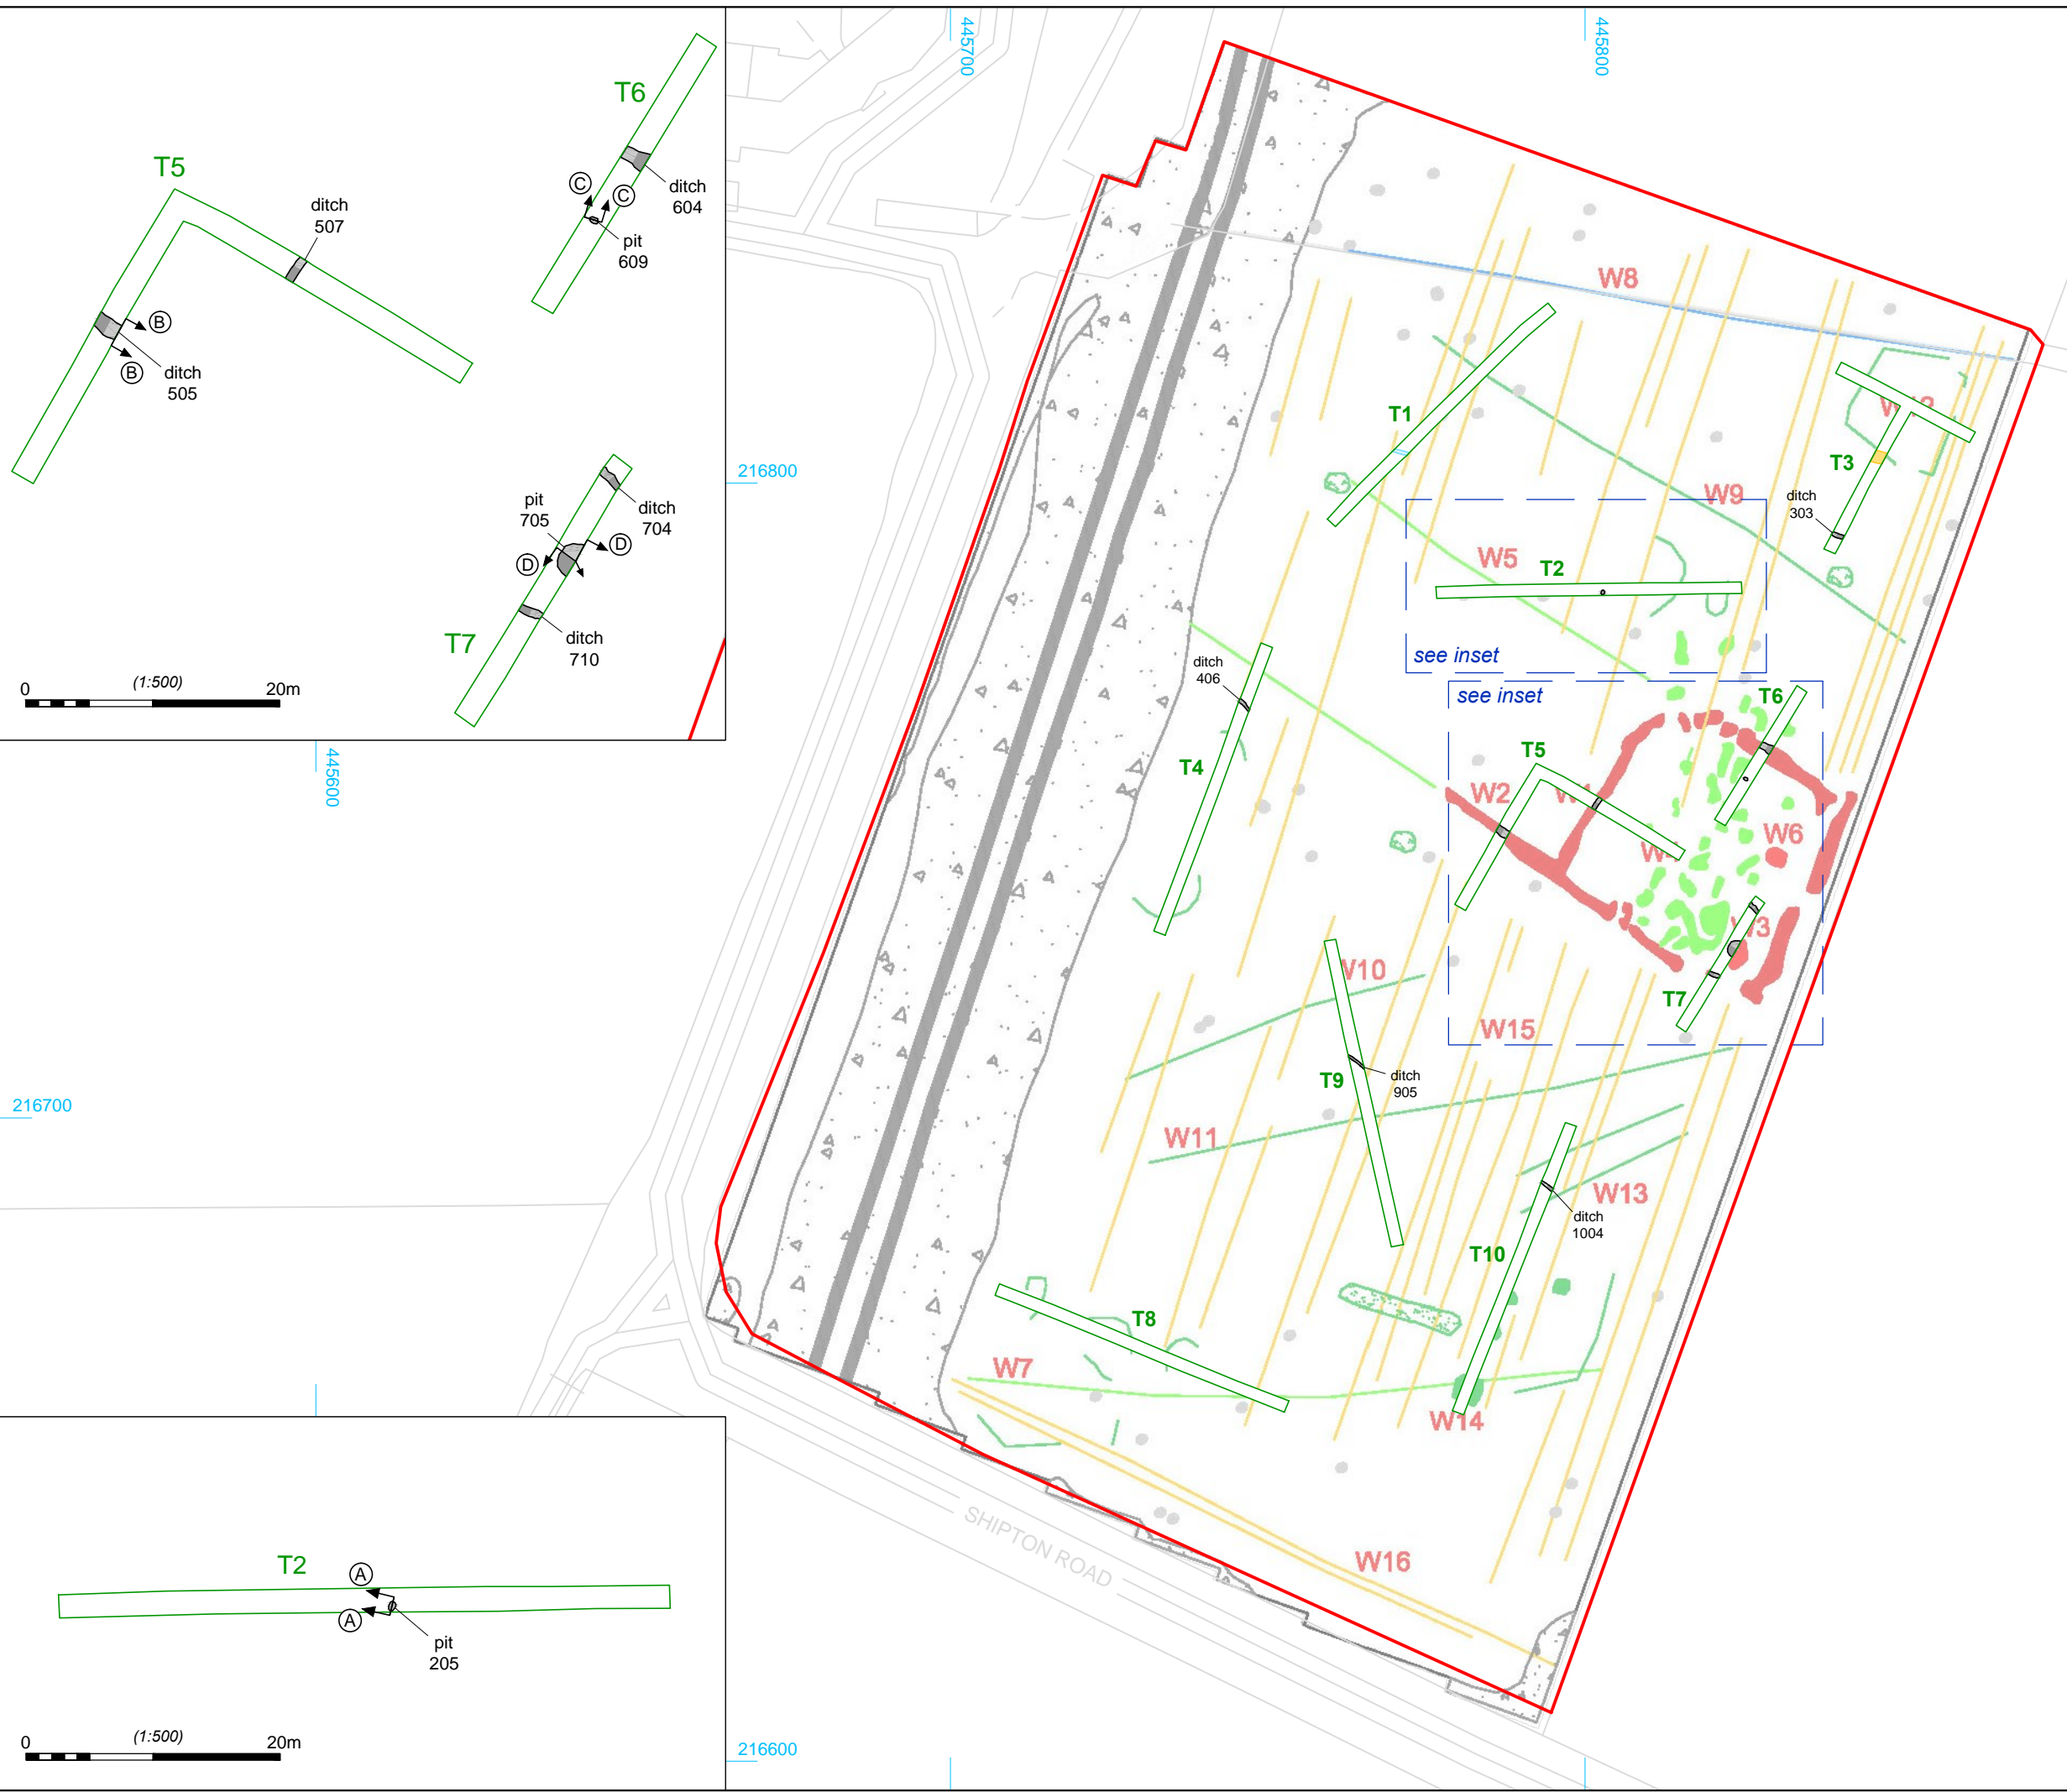 T5
ditch
507
B
B
ditch
505
T6
C
C
ditch
604
pit
609
pit
705
ditch
704
D
D
ditch
710
T7
0
(1:500)
20m
445600
216700
T2
A
A
pit
205
0
(1:500)
20m
445700
445800
216800
216600
W8
T1
T3
ditch
303
W9
W5
T2
see inset
see inset
T6
ditch
406
T4
T5
W2
W6
T7
W10
W15
T9
ditch
905
W11
W13
ditch
1004
T10
T8
W7
W14
W16
SHIPTON ROAD